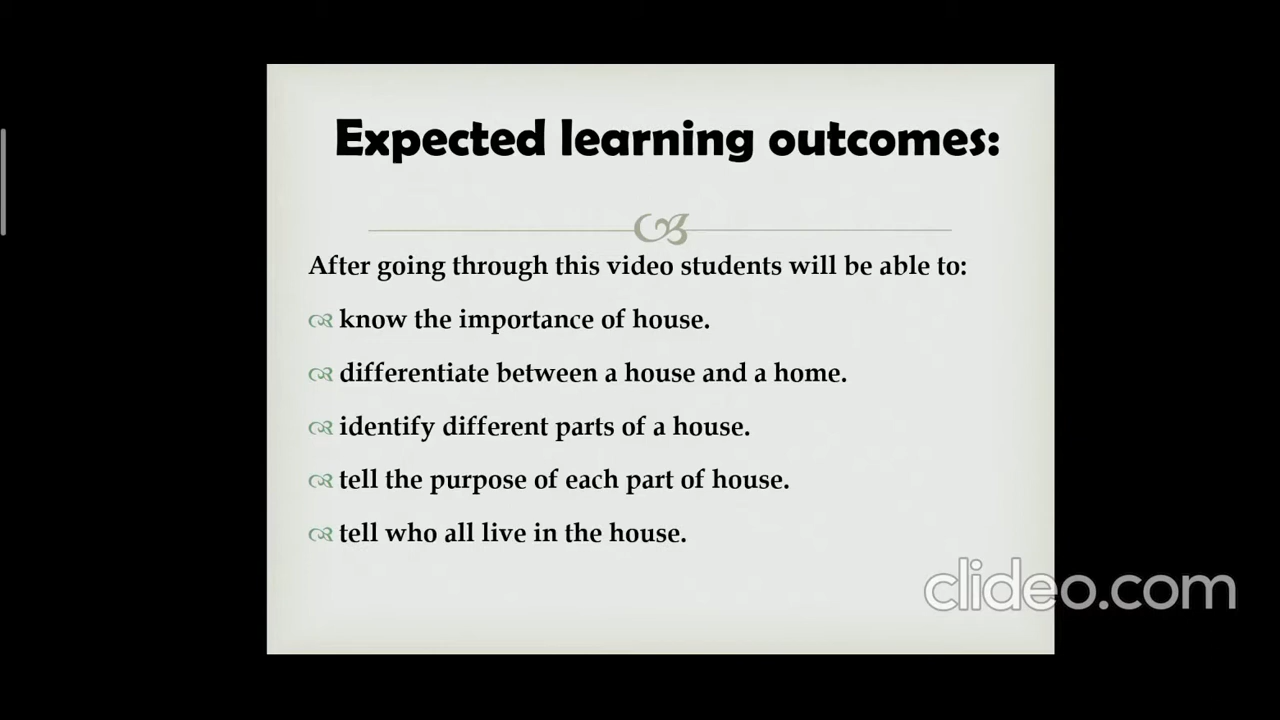 Expected learning outcomes:
After going through this video students will be able to:
know the importance of house.
differentiate between a house and a home.
identify different parts of a house.
tell the purpose of each part of house.
tell who all live in the house.
clideo.com